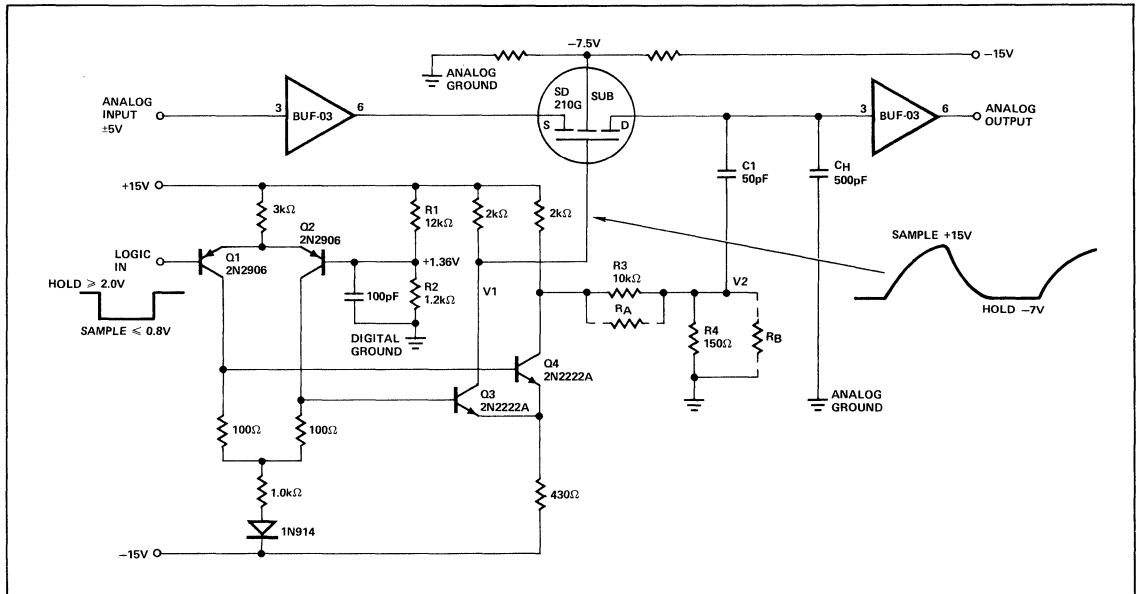 −7.5V
−15V
ANALOG
GROUND
SD
210G
SUB
S
D
ANALOG
INPUT
±5V
3
BUF-03
6
3
BUF-03
6
ANALOG
OUTPUT
C1
50pF
CH
500pF
+15V
3kΩ
R1
12kΩ
2kΩ
2kΩ
Q2
2N2906
LOGIC
IN
Q1
2N2906
+1.36V
SAMPLE +15V
HOLD −7V
HOLD ⩾ 2.0V
SAMPLE ⩽ 0.8V
100pF
R2
1.2kΩ
V1
R3
10kΩ
RA
V2
DIGITAL
GROUND
R4
150Ω
RB
Q4
2N2222A
Q3
2N2222A
ANALOG
GROUND
100Ω
100Ω
1.0kΩ
430Ω
1N914
−15V